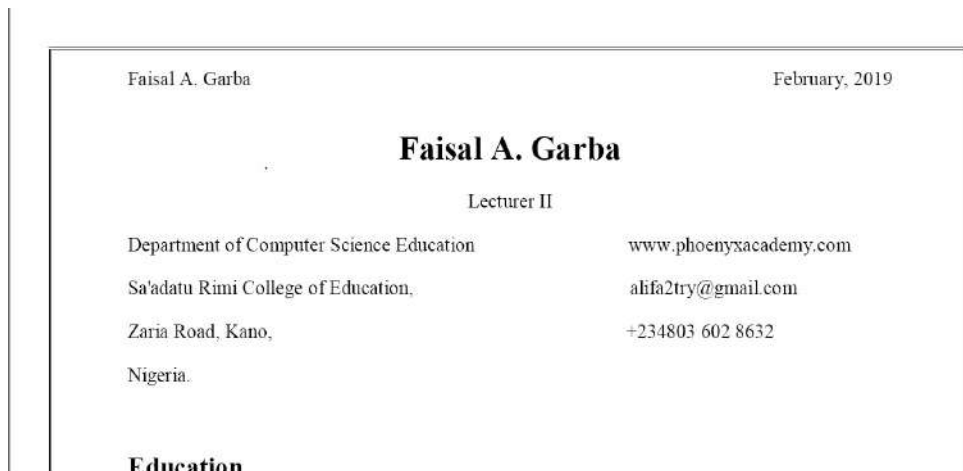 Faisal A. Garba February, 2019
Faisal A. Garba
Lecturer II
Department of Computer Science Education www.phoenyxacademy.com
Sa'adatu Rimi College of Education, alifa2try@gmail.com
Zaria Road, Kano, +234803 602 8632
Nigeria.
Education